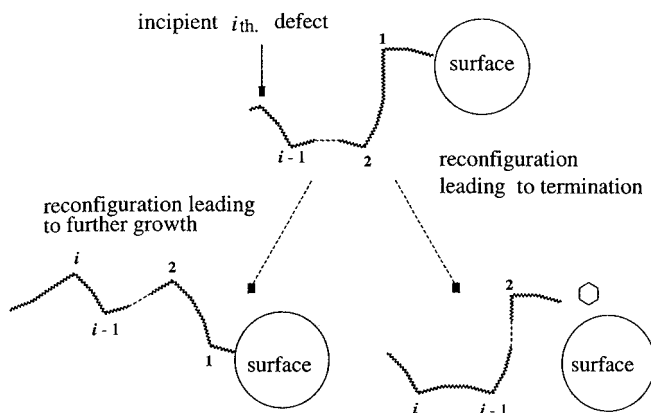 incipient ith. defect
1
surface
i - 1
2
reconfiguration
leading to termination
reconfiguration leading
to further growth
i
2
i - 1
1
surface
2
surface
i
i - 1